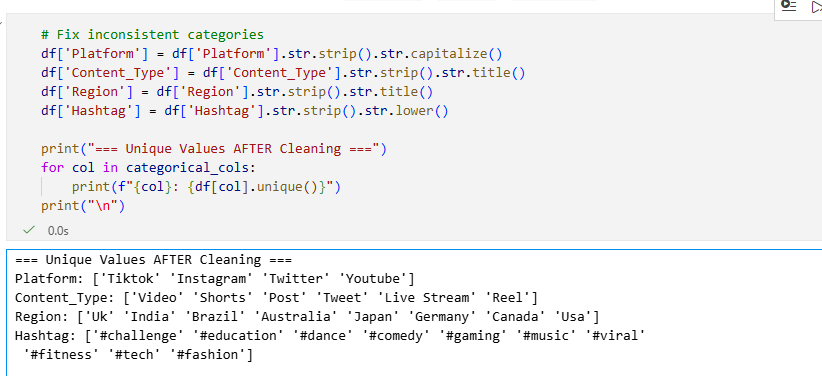 # Fix inconsistent categories
df['Platform'] = df['Platform'].str.strip().str.capitalize()
df['Content_Type'] = df['Content_Type'].str.strip().str.title()
df['Region'] = df['Region'].str.strip().str.title()
df['Hashtag'] = df['Hashtag'].str.strip().str.lower()
print("=== Unique Values AFTER Cleaning ===")
for col in categorical_cols:
    print(f"{col}: {df[col].unique()}")
print("\n")
0.0s
=== Unique Values AFTER Cleaning ===
Platform: ['Tiktok' 'Instagram' 'Twitter' 'Youtube']
Content_Type: ['Video' 'Shorts' 'Post' 'Tweet' 'Live Stream' 'Reel']
Region: ['Uk' 'India' 'Brazil' 'Australia' 'Japan' 'Germany' 'Canada' 'Usa']
Hashtag: ['#challenge' '#education' '#dance' '#comedy' '#gaming' '#music' '#viral'
 '#fitness' '#tech' '#fashion']